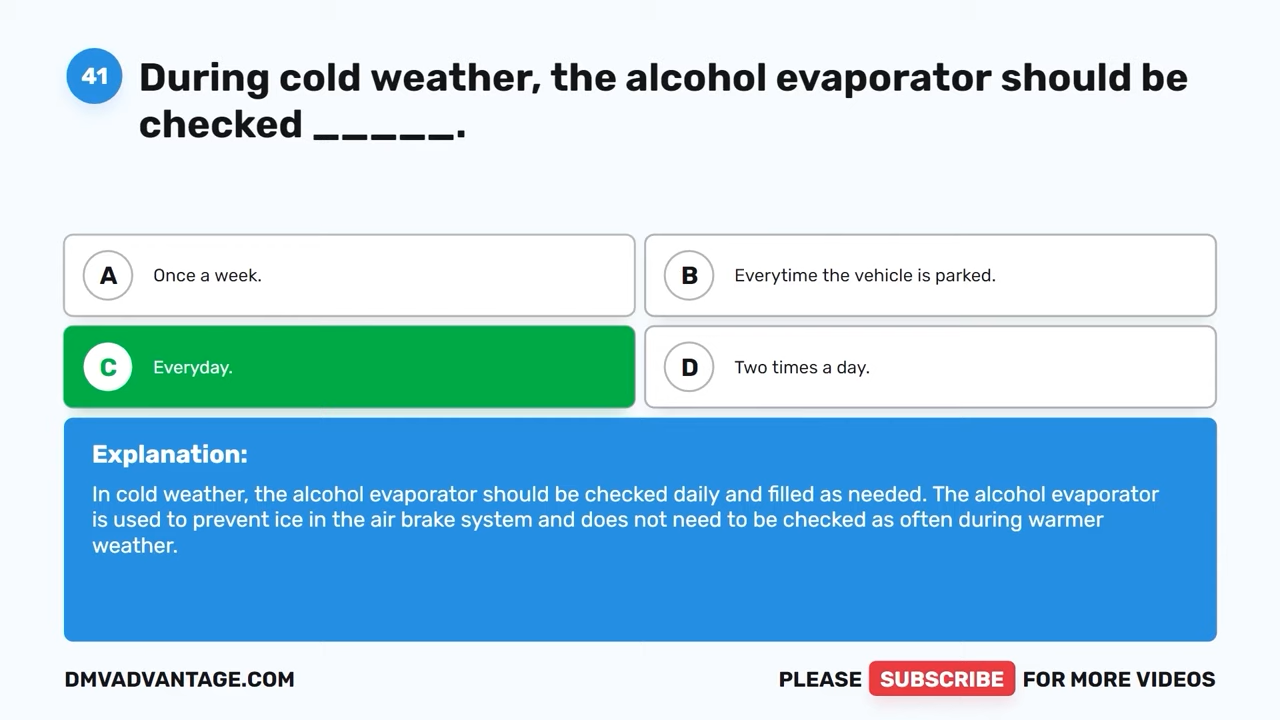 41
During cold weather, the alcohol evaporator should be
checked _____.
A
Once a week.
B
Everytime the vehicle is parked.
C
Everyday.
D
Two times a day.
Explanation:
In cold weather, the alcohol evaporator should be checked daily and filled as needed. The alcohol evaporator
is used to prevent ice in the air brake system and does not need to be checked as often during warmer
weather.
DMVADVANTAGE.COM
PLEASE SUBSCRIBE FOR MORE VIDEOS